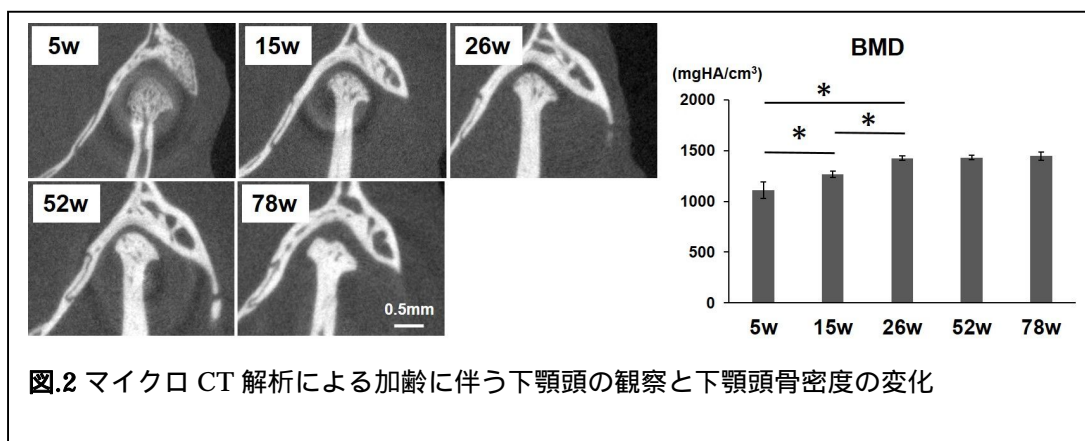 5w
15w
26w
52w
78w
0.5mm
BMD
(mgHA/cm³)
2000
1500
1000
500
0
* * *
5w 15w 26w 52w 78w
図.2 マイクロ CT 解析による加齢に伴う下顎頭の観察と下顎頭骨密度の変化